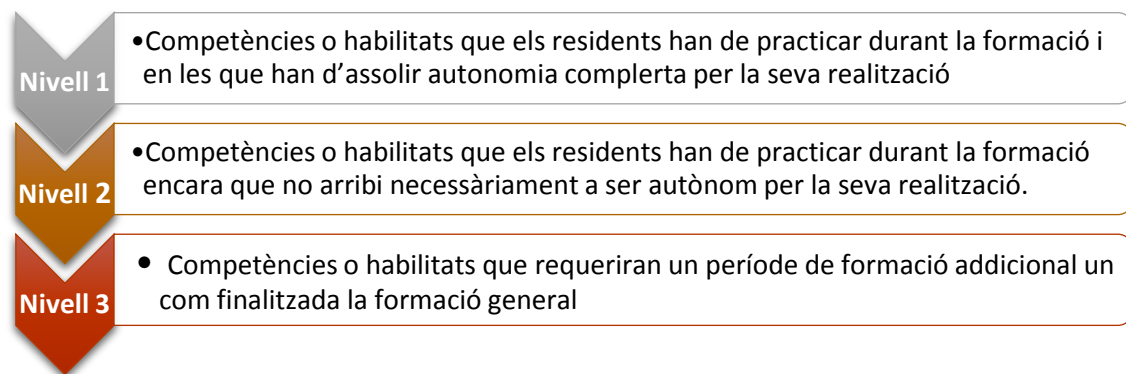 Nivell 1
•Competències o habilitats que els residents han de practicar durant la formació i
en les que han d'assolir autonomia complerta per la seva realització
Nivell 2
•Competències o habilitats que els residents han de practicar durant la formació
encara que no arribi necessàriament a ser autònom per la seva realització.
Nivell 3
• Competències o habilitats que requeriran un període de formació addicional un
com finalitzada la formació general